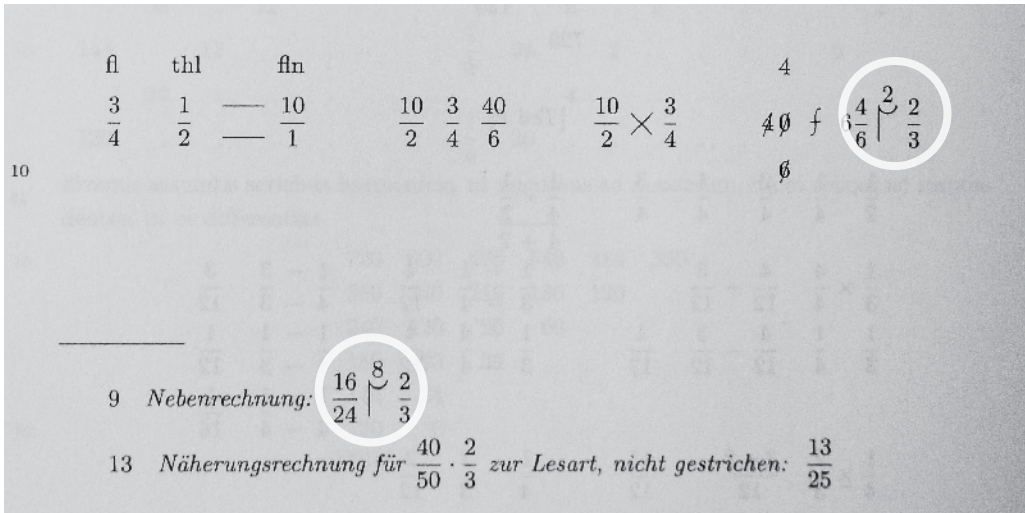 fl thl fln
3/4 1/2 — 10/1 10/2 3/4 40/6 10/2 × 3/4 4 40 f 6 4/6 2 2/3
10
6
9 Nebenrechnung: 16/24 8 2/3
13 Näherungsrechnung für 40/50 · 2/3 zur Lesart, nicht gestrichen: 13/25